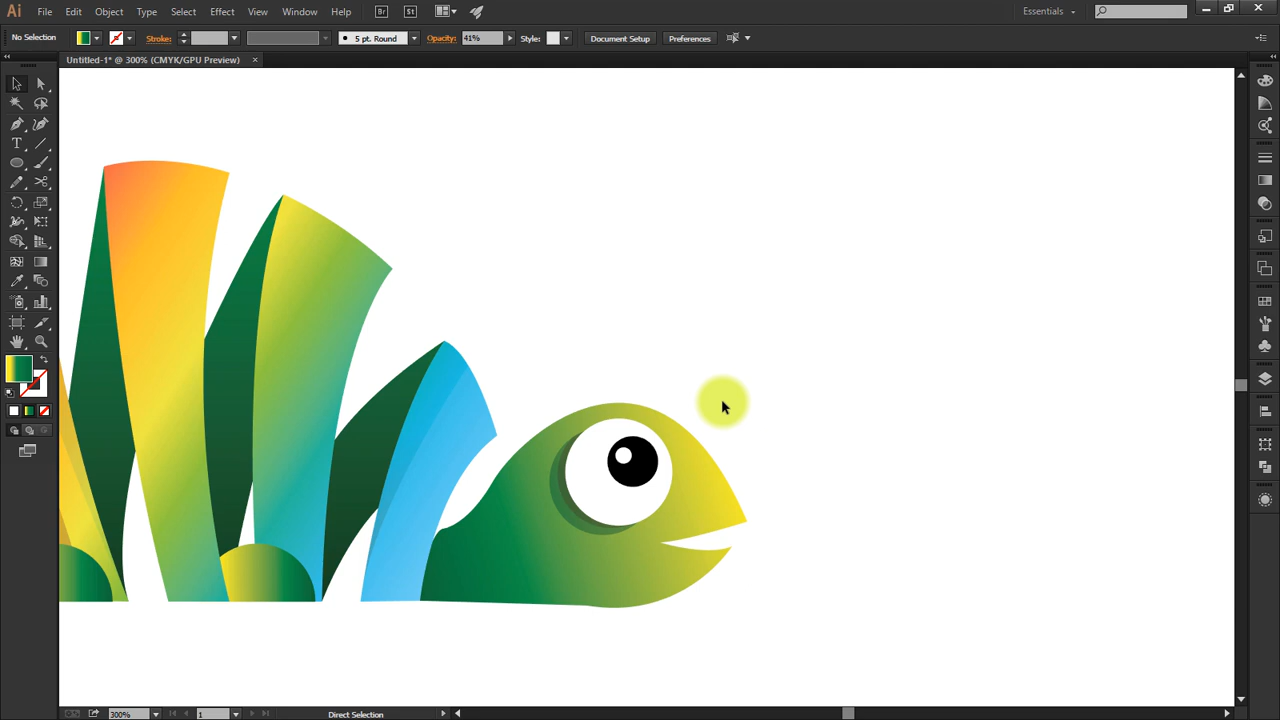 Ai File Edit Object Type Select Effect View Window Help Br St Essentials
No Selection Stroke: 5 pt. Round Opacity: 41% Style: Document Setup Preferences
Untitled-1* @ 300% (CMYK/GPU Preview) ×
T
300% 1 Direct Selection